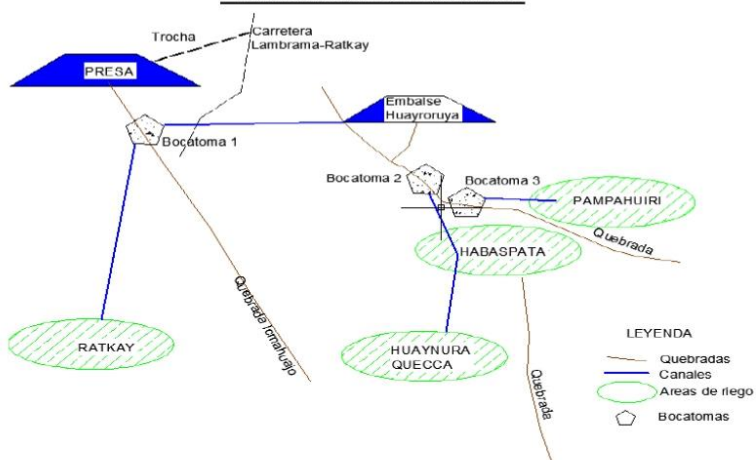 Trocha
Carretera
Lambrama-Ratkay
PRESA
Embalse
Huayroruya
Bocatoma 1
Bocatoma 2
Bocatoma 3
PAMPAHUIRI
Quebrada
HABASPATA
Quebrada Icmahuajo
RATKAY
HUAYNURA
QUECCA
Quebrada
LEYENDA
Quebradas
Canales
Areas de riego
Bocatomas